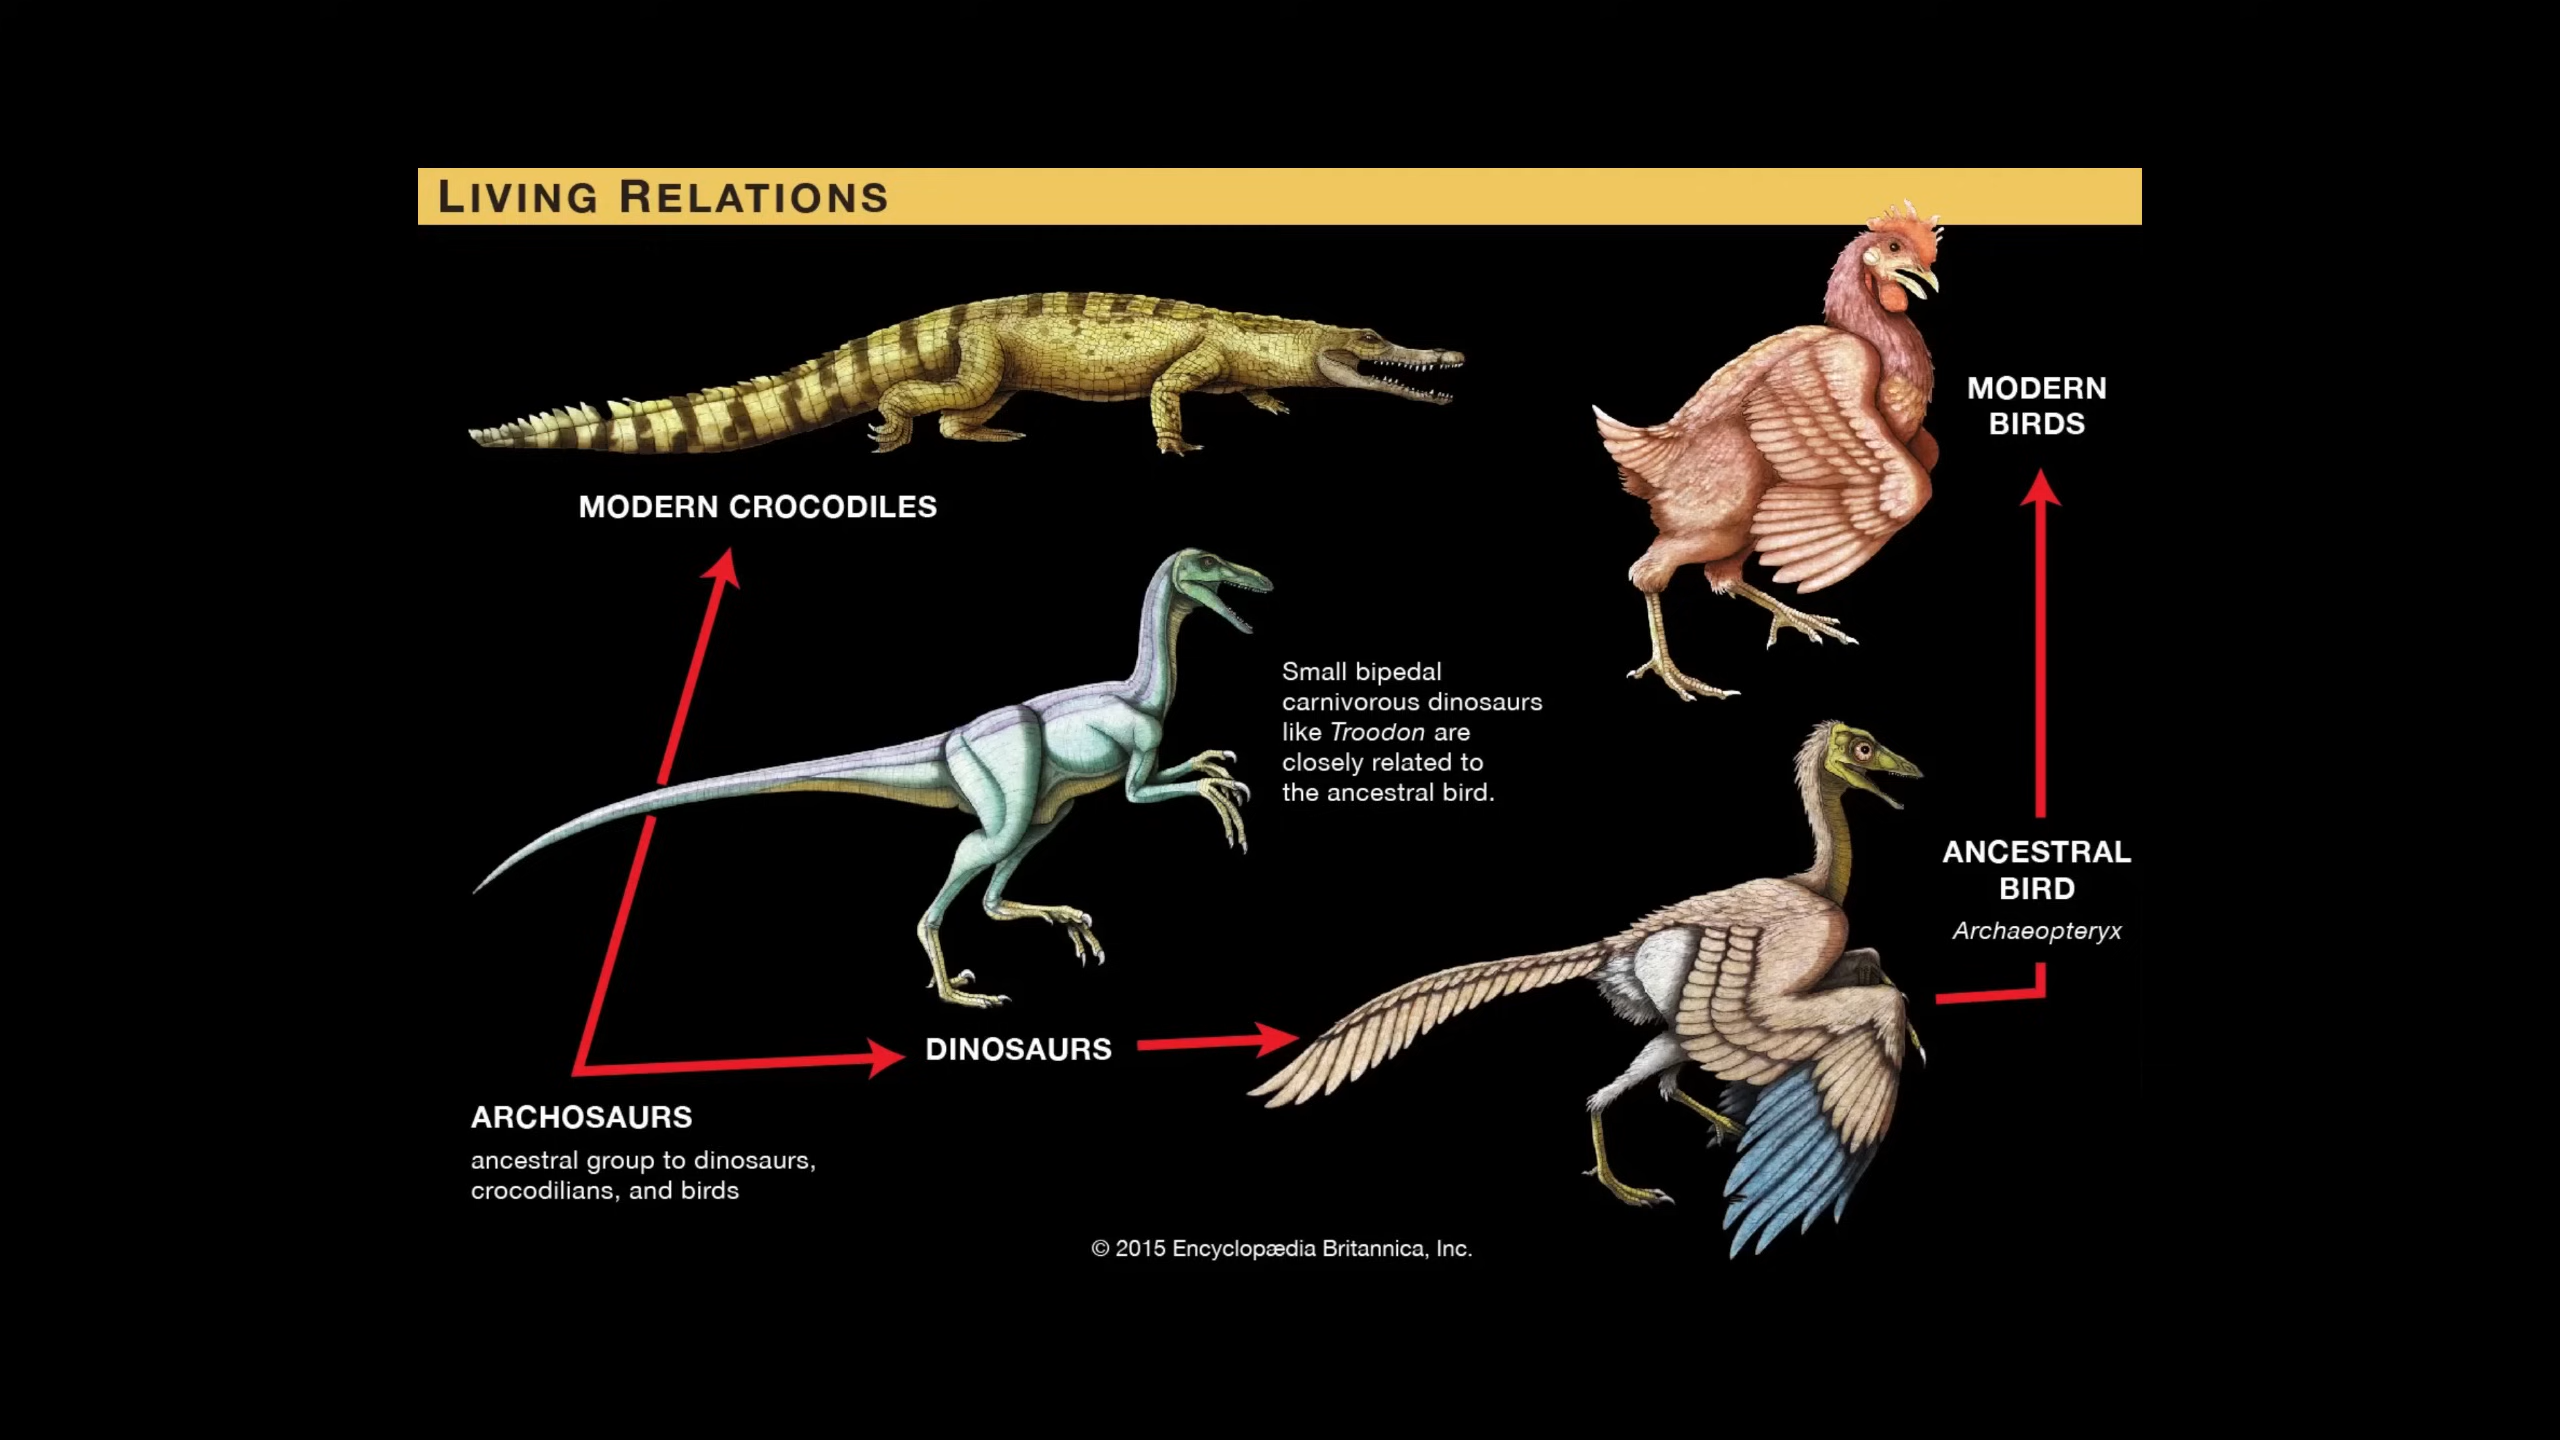 LIVING RELATIONS
MODERN
BIRDS
MODERN CROCODILES
Small bipedal
carnivorous dinosaurs
like Troodon are
closely related to
the ancestral bird.
ANCESTRAL
BIRD
Archaeopteryx
DINOSAURS
ARCHOSAURS
ancestral group to dinosaurs,
crocodilians, and birds
© 2015 Encyclopædia Britannica, Inc.